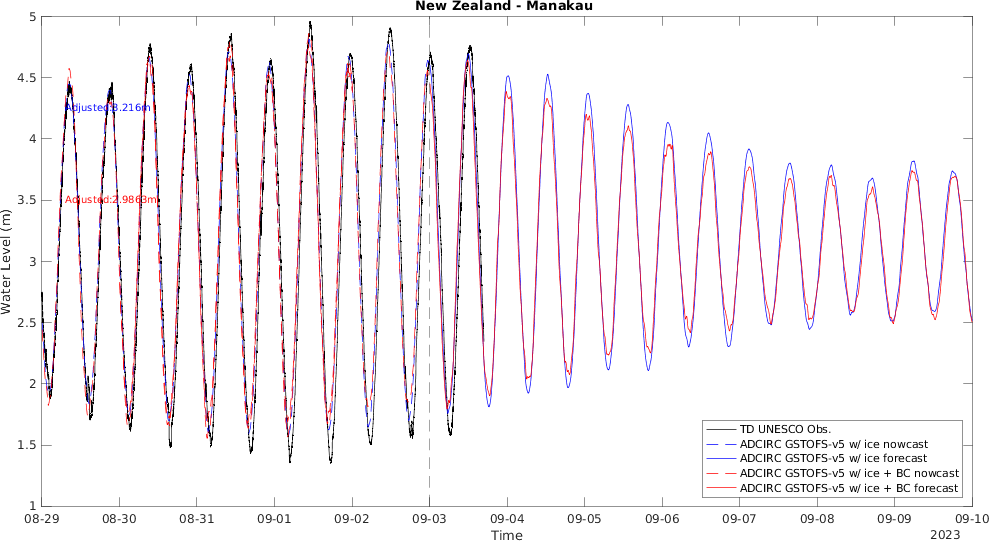 New Zealand - Manakau
Water Level (m)
5
4.5
4
3.5
3
2.5
2
1.5
1
Adjusted:3.216m
Adjusted:2.9863m
TD UNESCO Obs.
ADCIRC GSTOFS-v5 w/ ice nowcast
ADCIRC GSTOFS-v5 w/ ice forecast
ADCIRC GSTOFS-v5 w/ ice + BC nowcast
ADCIRC GSTOFS-v5 w/ ice + BC forecast
08-29 08-30 08-31 09-01 09-02 09-03 09-04 09-05 09-06 09-07 09-08 09-09 09-10
Time
2023